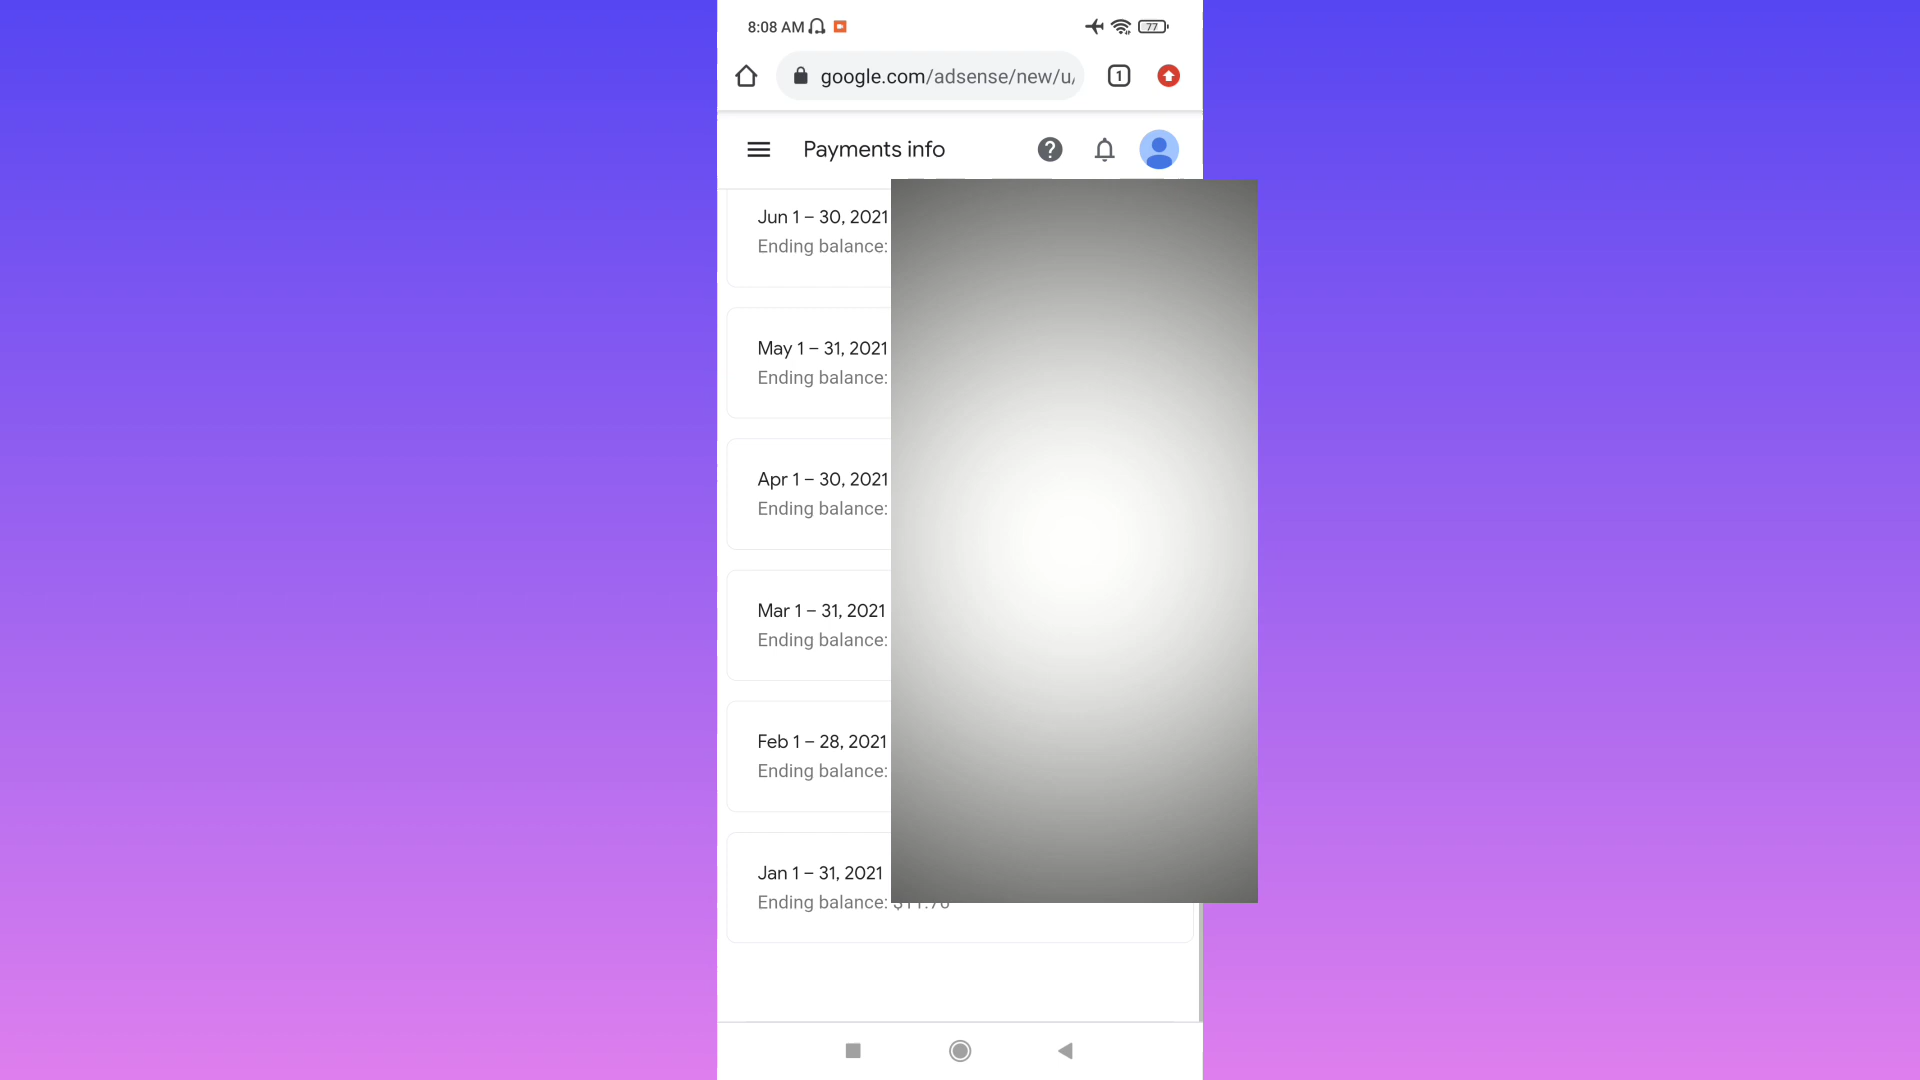 8:08 AM
77
google.com/adsense/new/u/
1
Payments info
Jun 1 – 30, 2021
Ending balance:
May 1 – 31, 2021
Ending balance:
Apr 1 – 30, 2021
Ending balance:
Mar 1 – 31, 2021
Ending balance:
Feb 1 – 28, 2021
Ending balance:
Jan 1 – 31, 2021
Ending balance: